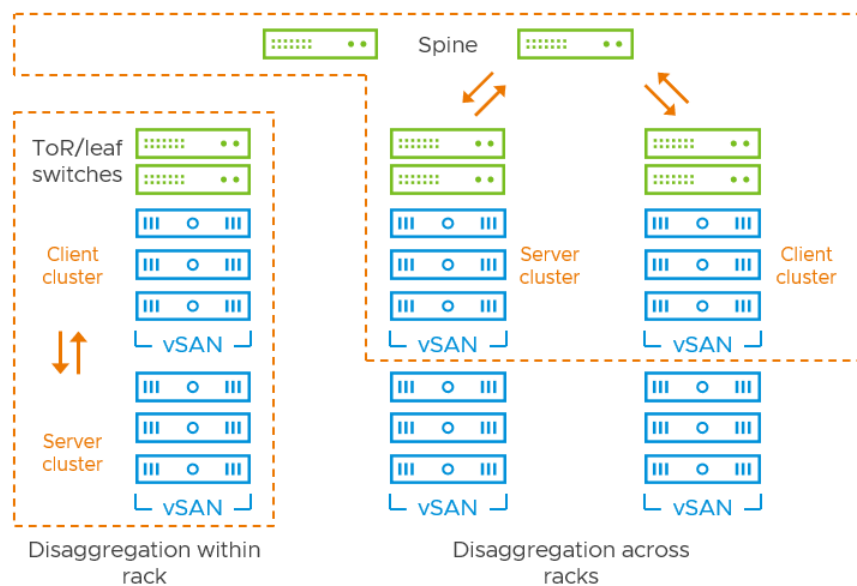 Spine
ToR/leaf
switches
Client
cluster
Server
cluster
Client
cluster
vSAN
vSAN
vSAN
Server
cluster
vSAN
vSAN
vSAN
Disaggregation within
rack
Disaggregation across
racks